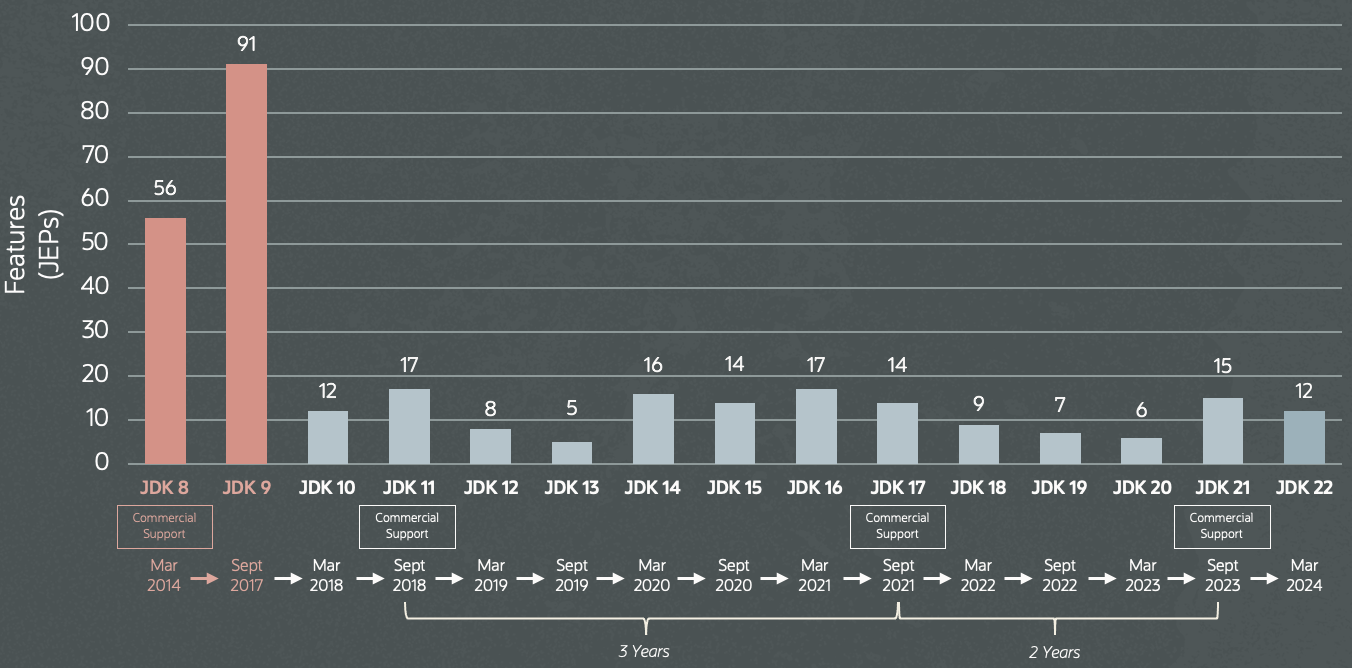 Features
(JEPs)
100
90
80
70
60
50
40
30
20
10
0
56
91
12
17
8
5
16
14
17
14
9
7
6
15
12
JDK 8
JDK 9
JDK 10
JDK 11
JDK 12
JDK 13
JDK 14
JDK 15
JDK 16
JDK 17
JDK 18
JDK 19
JDK 20
JDK 21
JDK 22
Commercial
Support
Commercial
Support
Commercial
Support
Commercial
Support
Mar
2014
Sept
2017
Mar
2018
Sept
2018
Mar
2019
Sept
2019
Mar
2020
Sept
2020
Mar
2021
Sept
2021
Mar
2022
Sept
2022
Mar
2023
Sept
2023
Mar
2024
3 Years
2 Years